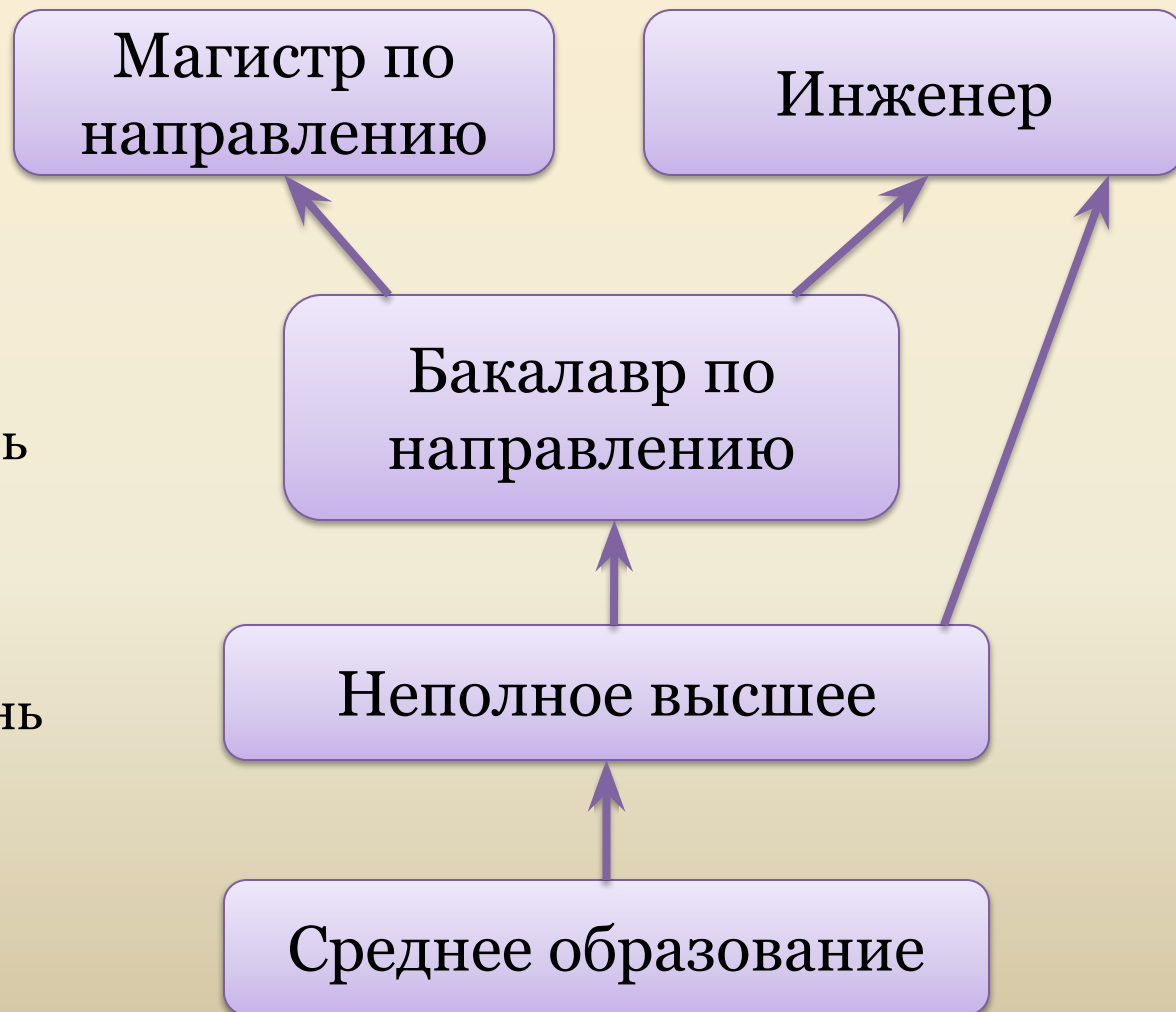 Магистр по
направлению
Инженер
Бакалавр по
направлению
Неполное высшее
Среднее образование